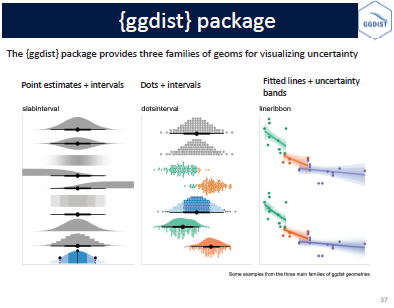 {ggdist} package
GGDIST
The {ggdist} package provides three families of geoms for visualizing uncertainty
Point estimates + intervals
Dots + intervals
Fitted lines + uncertainty
bands
slabinterval
dotsinterval
lineribbon
Some examples from the three main families of ggdist geometries
37